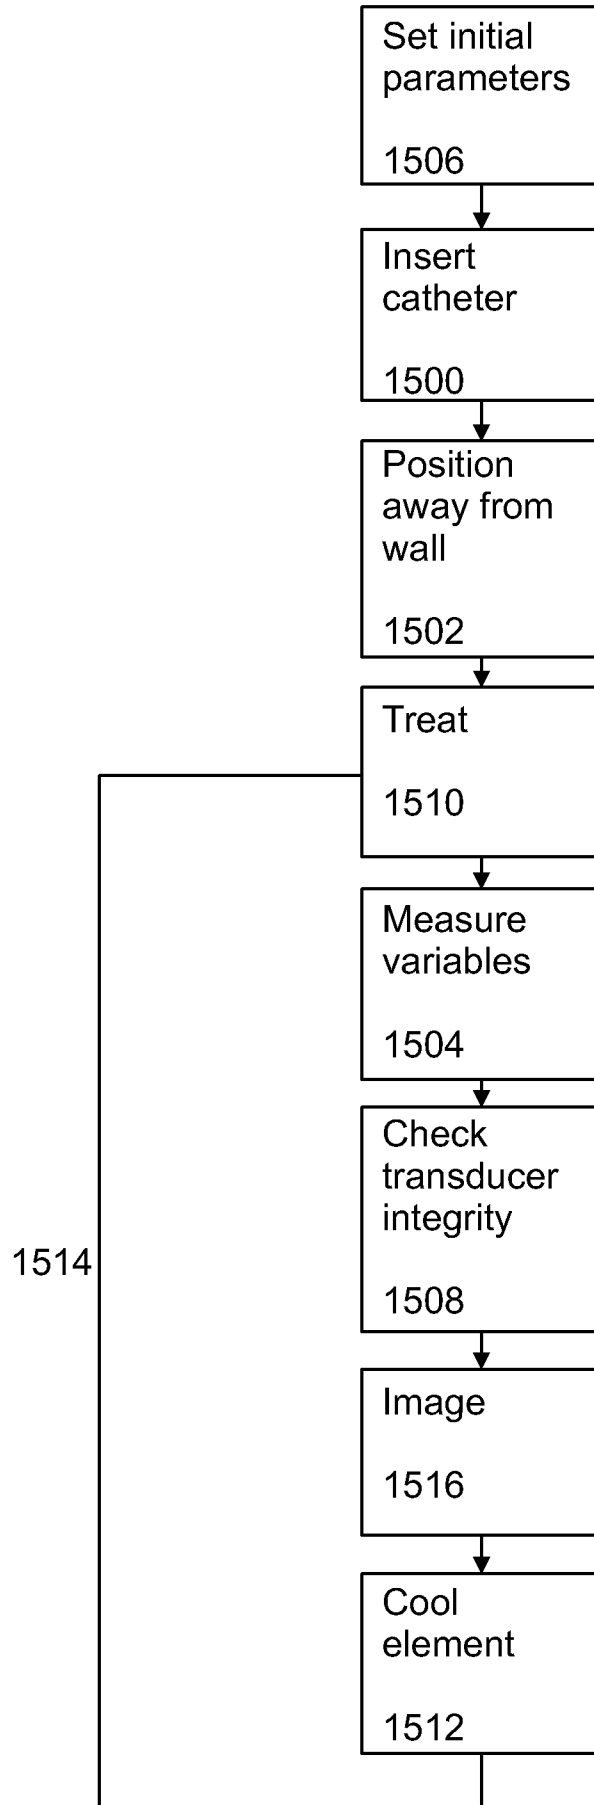 Set initial
parameters
1506
Insert
catheter
1500
Position
away from
wall
1502
Treat
1510
Measure
variables
1504
Check
transducer
integrity
1514
1508
Image
1516
Cool
element
1512